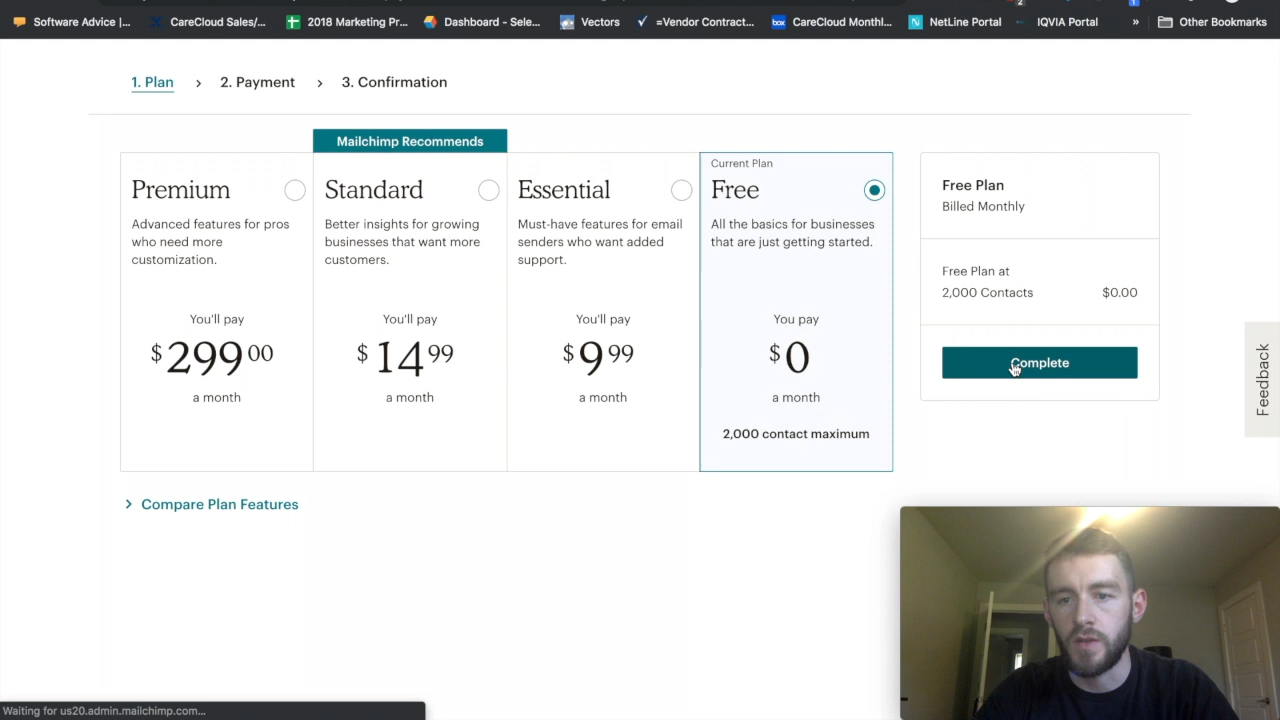 Software Advice |...
CareCloud Sales/...
2018 Marketing Pr...
Dashboard - Sele...
Vectors
=Vendor Contract...
box
CareCloud Monthl...
N
NetLine Portal
IQVIA Portal
»
Other Bookmarks
1. Plan > 2. Payment > 3. Confirmation
Mailchimp Recommends
Premium
Advanced features for pros
who need more
customization.
You'll pay
$299 00
a month
Standard
Better insights for growing
businesses that want more
customers.
You'll pay
$14 99
a month
Essential
Must-have features for email
senders who want added
support.
You'll pay
$9 99
a month
Current Plan
Free
All the basics for businesses
that are just getting started.
You pay
$0
a month
2,000 contact maximum
Free Plan
Billed Monthly
Free Plan at
2,000 Contacts $0.00
Complete
Feedback
> Compare Plan Features
Waiting for us20.admin.mailchimp.com...